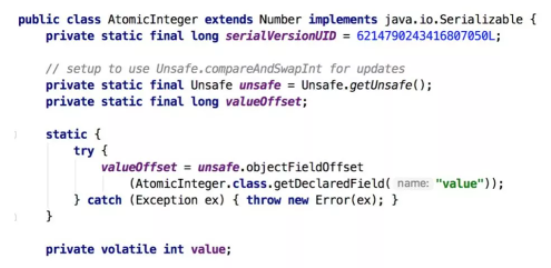 public class AtomicInteger extends Number implements java.io.Serializable {
private static final long serialVersionUID = 6214790243416807050L;
// setup to use Unsafe.compareAndSwapInt for updates
private static final Unsafe unsafe = Unsafe.getUnsafe();
private static final long valueOffset;
static {
try {
valueOffset = unsafe.objectFieldOffset
(AtomicInteger.class.getDeclaredField( name: "value"));
} catch (Exception ex) { throw new Error(ex); }
}
private volatile int value;